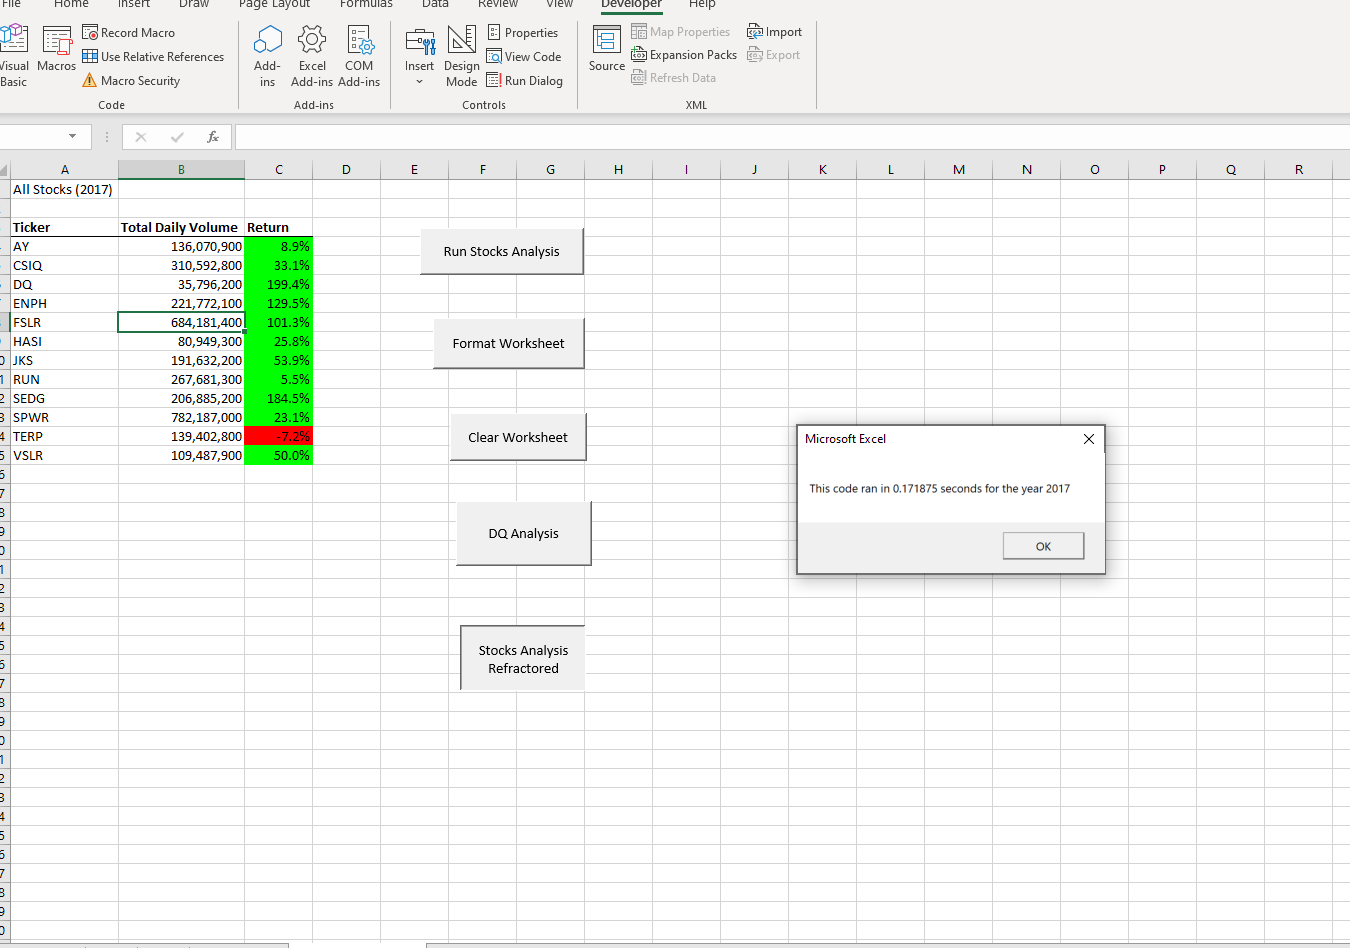 File Home Insert Draw Page Layout Formulas Data Review View Developer Help
Visual Basic
Macros
Record Macro
Use Relative References
Macro Security
Code
Add-ins
Excel Add-ins
COM Add-ins
Add-ins
Insert
Design Mode
Properties
View Code
Run Dialog
Controls
Source
Map Properties
Expansion Packs
Refresh Data
Import
Export
XML
fx
A B C D E F G H I J K L M N O P Q R
All Stocks (2017)
Ticker Total Daily Volume Return
AY 136,070,900 8.9%
CSIQ 310,592,800 33.1%
DQ 35,796,200 199.4%
ENPH 221,772,100 129.5%
FSLR 684,181,400 101.3%
HASI 80,949,300 25.8%
JKS 191,632,200 53.9%
RUN 267,681,300 5.5%
SEDG 206,885,200 184.5%
SPWR 782,187,000 23.1%
TERP 139,402,800 -7.2%
VSLR 109,487,900 50.0%
Run Stocks Analysis
Format Worksheet
Clear Worksheet
DQ Analysis
Stocks Analysis
Refractored
Microsoft Excel
This code ran in 0.171875 seconds for the year 2017
OK